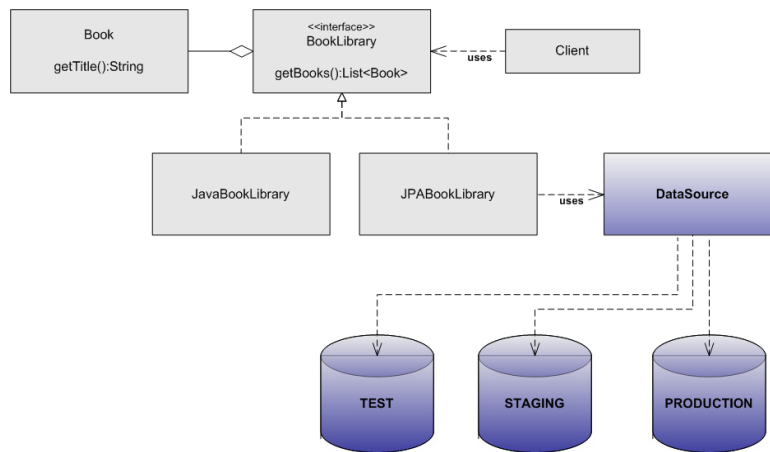 Book
getTitle():String
<<interface>>
BookLibrary
getBooks():List<Book>
uses
Client
JavaBookLibrary
JPABookLibrary
uses
DataSource
TEST
STAGING
PRODUCTION